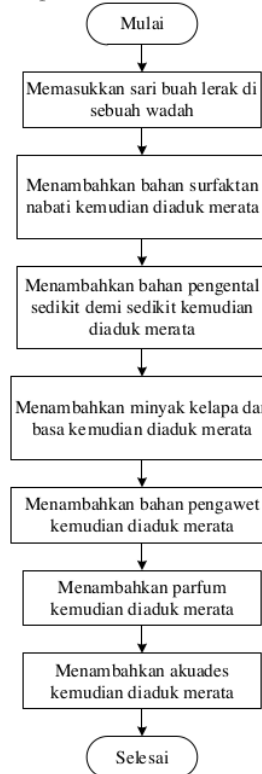 Mulai
Memasukkan sari buah lerak di
sebuah wadah
Menambahkan bahan surfaktan
nabati kemudian diaduk merata
Menambahkan bahan pengental
sedikit demi sedikit kemudian
diaduk merata
Menambahkan minyak kelapa dan
basa kemudian diaduk merata
Menambahkan bahan pengawet
kemudian diaduk merata
Menambahkan parfum
kemudian diaduk merata
Menambahkan akuades
kemudian diaduk merata
Selesai